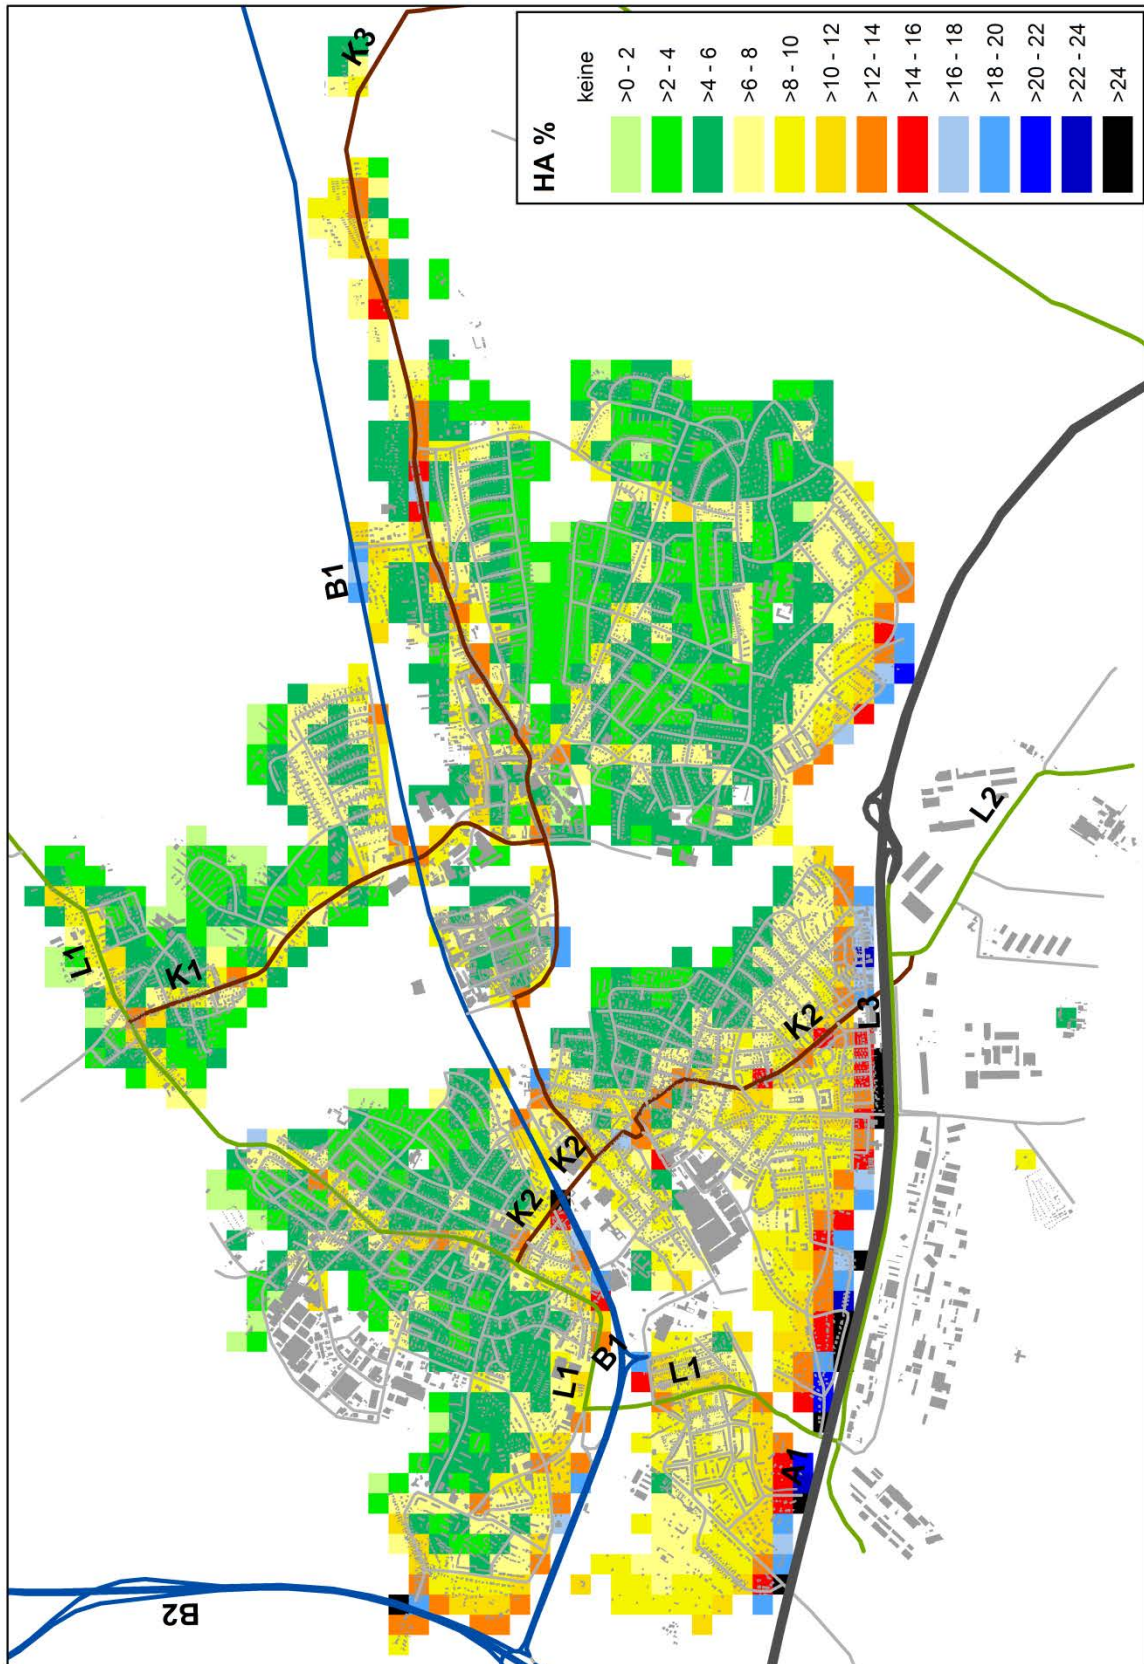 HA %
keine
>0 - 2
>2 - 4
>4 - 6
>6 - 8
>8 - 10
>10 - 12
>12 - 14
>14 - 16
>16 - 18
>18 - 20
>20 - 22
>22 - 24
>24
K3
B1
L1
K1
L2
K2
L3
K2
K2
B1
L1
L1
A1
B2